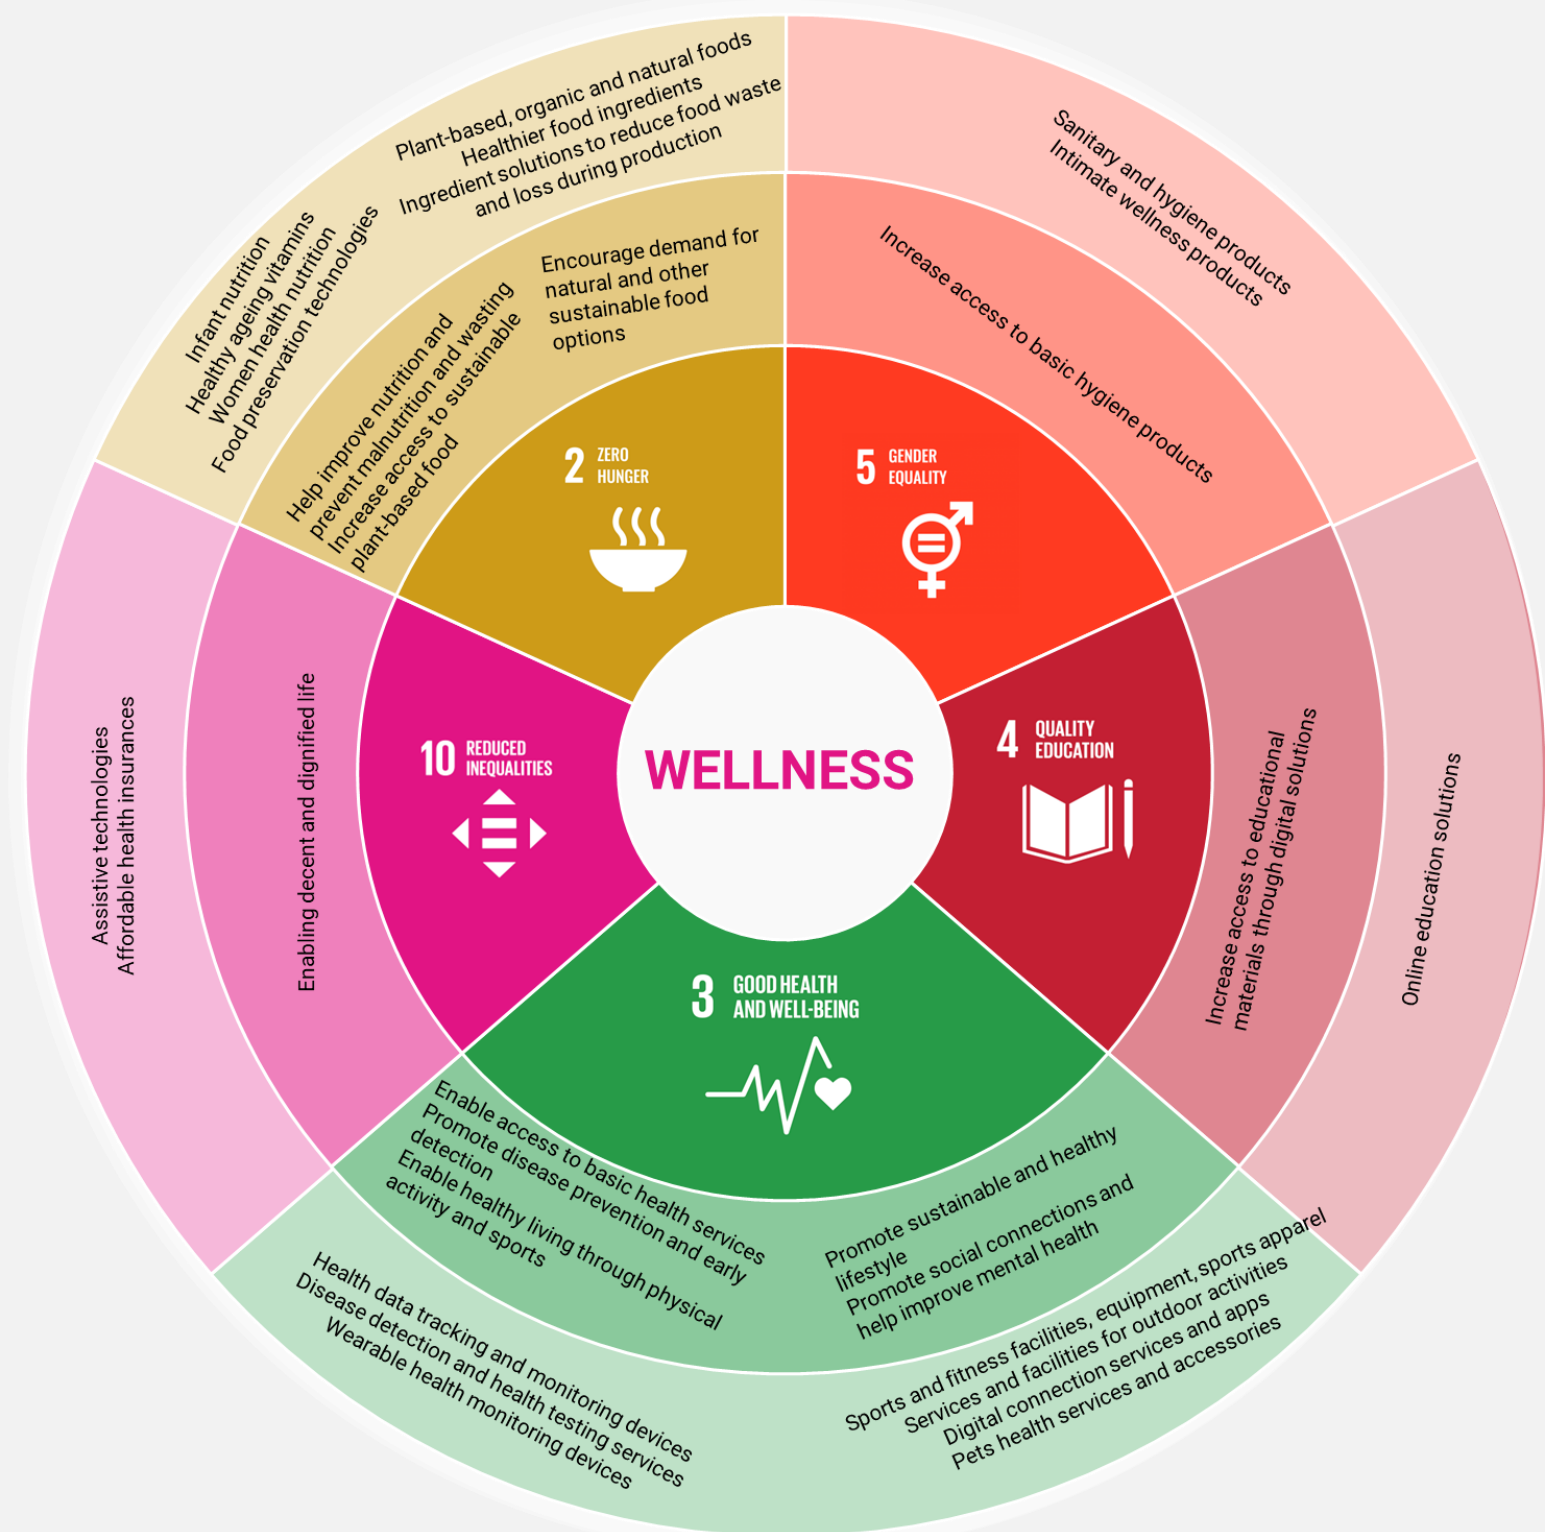 Plant-based, organic and natural foods
Healthier food ingredients
Ingredient solutions to reduce food waste
and loss during production
Infant nutrition
Healthy ageing vitamins
Women health nutrition
Food preservation technologies
Encourage demand for
natural and other
sustainable food
options
Help improve nutrition and
prevent malnutrition and wasting
Increase access to sustainable
plant-based food
2 ZERO
HUNGER
Sanitary and hygiene products
Intimate wellness products
Increase access to basic hygiene products
5 GENDER
EQUALITY
Online education solutions
Increase access to educational
materials through digital solutions
4 QUALITY
EDUCATION
WELLNESS
10 REDUCED
INEQUALITIES
Enabling decent and dignified life
Assistive technologies
Affordable health insurances
3 GOOD HEALTH
AND WELL-BEING
Enable access to basic health services
Promote disease prevention and early
detection
Enable healthy living through physical
activity and sports
Promote sustainable and healthy
lifestyle
Promote social connections and
help improve mental health
Health data tracking and monitoring devices
Disease detection and health testing services
Wearable health monitoring devices
Sports and fitness facilities, equipment, sports apparel
Services and facilities for outdoor activities
Digital connection services and apps
Pets health services and accessories